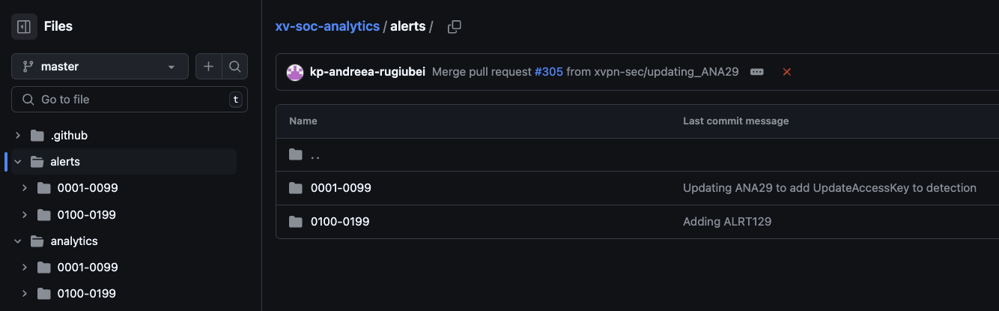 Files
master
Go to file
t
.github
alerts
0001-0099
0100-0199
analytics
0001-0099
0100-0199
xv-soc-analytics / alerts /
kp-andreea-rugiubei Merge pull request #305 from xvpn-sec/updating_ANA29
Name Last commit message
..
0001-0099 Updating ANA29 to add UpdateAccessKey to detection
0100-0199 Adding ALRT129